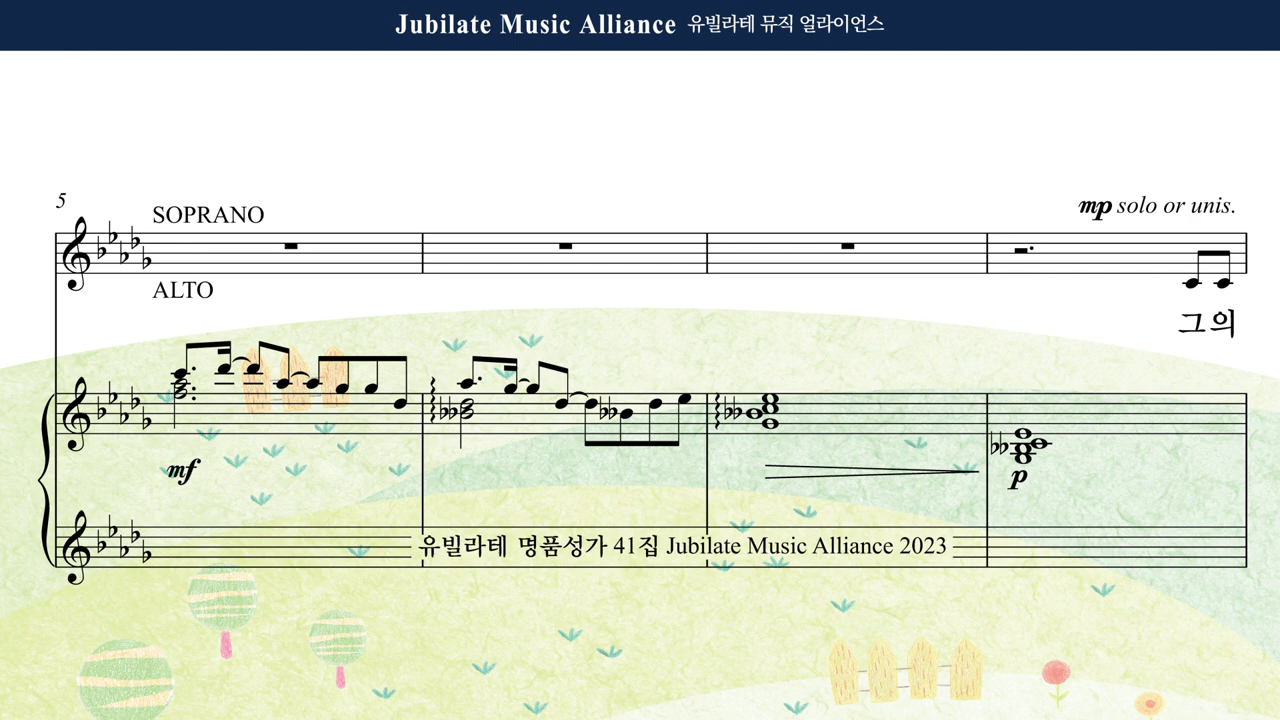 Jubilate Music Alliance 유빌라테 뮤직 얼라이언스
5
SOPRANO
mp solo or unis.
ALTO
그의
mf
p
유빌라테 명품성가 41집 Jubilate Music Alliance 2023